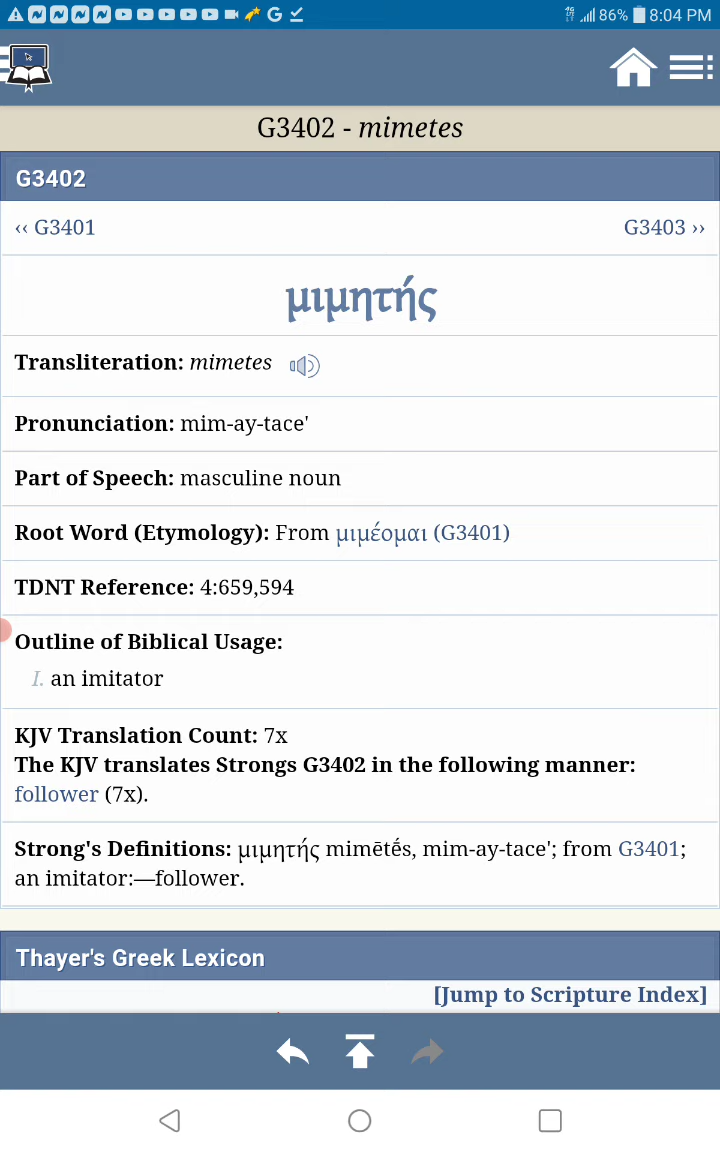 86% 8:04 PM
G3402 - mimetes
G3402
‹‹ G3401 G3403 ››
μιμητής
Transliteration: mimetes
Pronunciation: mim-ay-tace'
Part of Speech: masculine noun
Root Word (Etymology): From μιμέομαι (G3401)
TDNT Reference: 4:659,594
Outline of Biblical Usage:
I. an imitator
KJV Translation Count: 7x
The KJV translates Strongs G3402 in the following manner:
follower (7x).
Strong's Definitions: μιμητής mimētḗs, mim-ay-tace'; from G3401;
an imitator:—follower.
Thayer's Greek Lexicon
[Jump to Scripture Index]